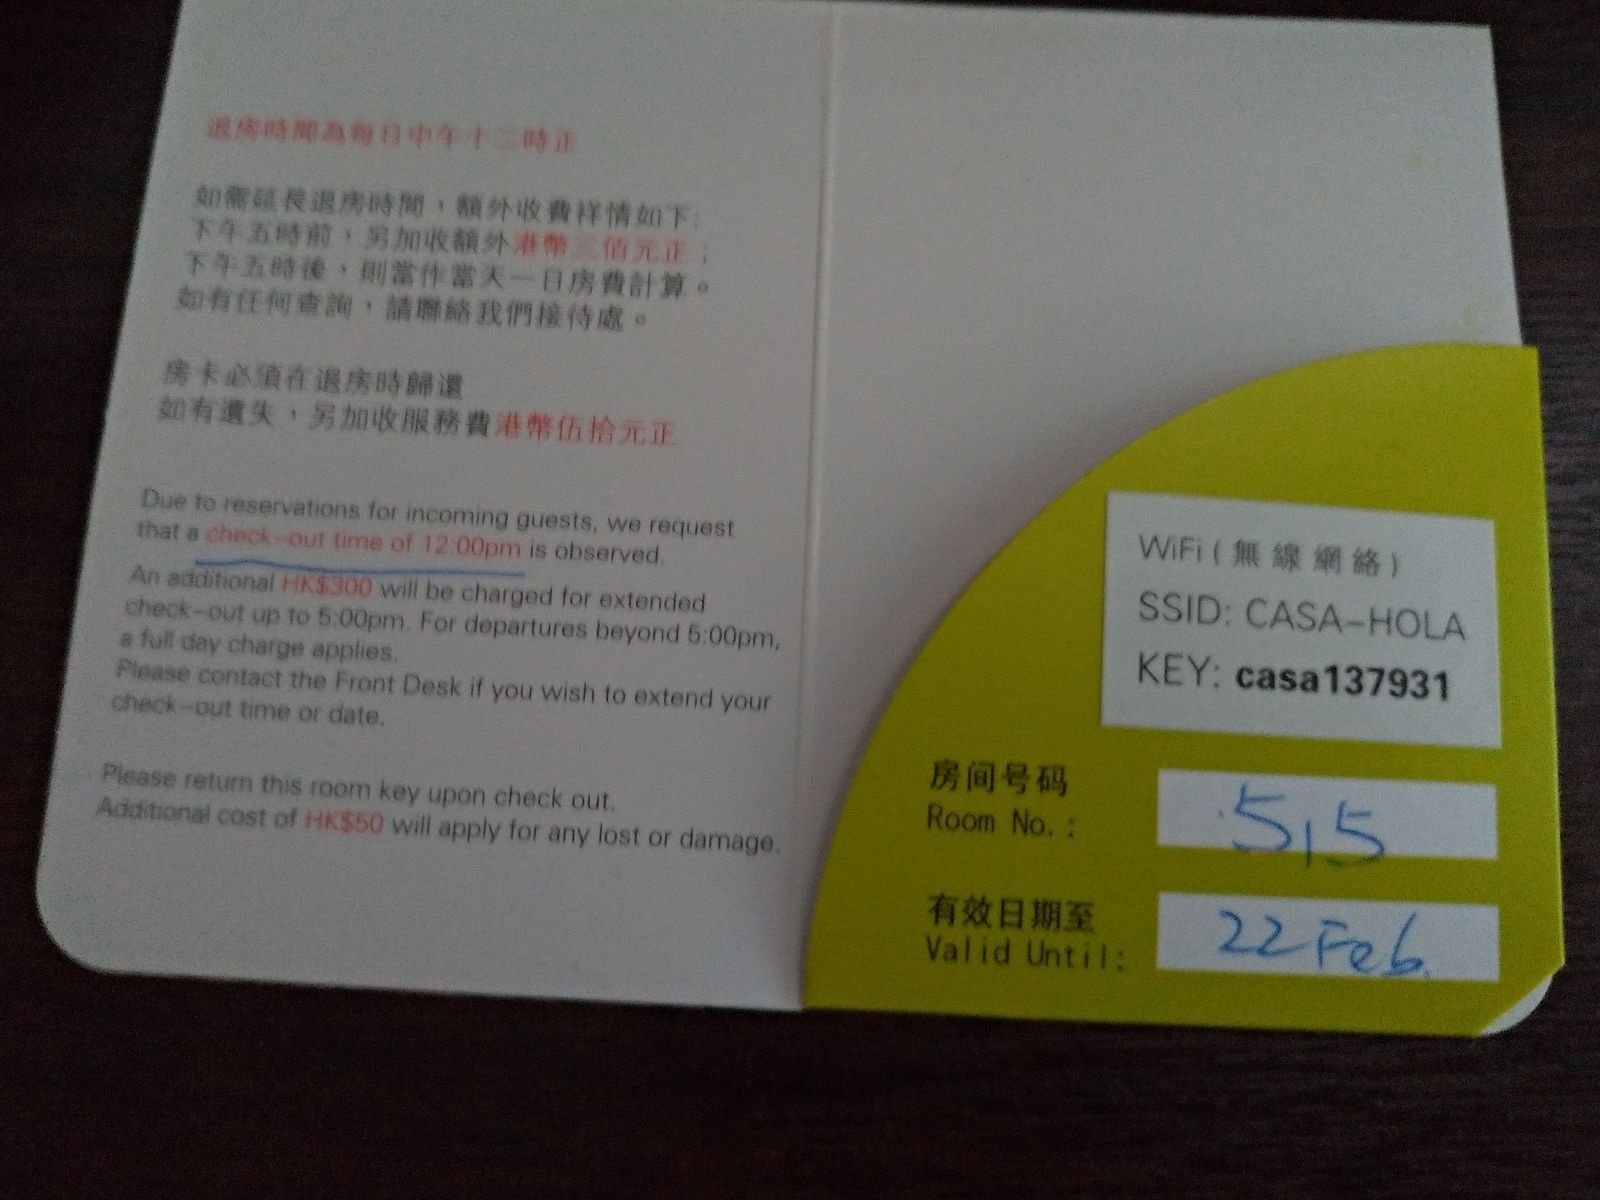 退房時間為每日中午十二時正
如需延長退房時間，額外收費祥情如下:
下午五時前，另加收額外港幣三佰元正；
下午五時後，則當作當天一日房費計算。
如有任何查詢，請聯絡我們接待處。
房卡必須在退房時歸還
如有遺失，另加收服務費港幣伍拾元正
Due to reservations for incoming guests, we request
that a check-out time of 12:00pm is observed.
An additional HK$300 will be charged for extended
check-out up to 5:00pm. For departures beyond 5:00pm,
a full day charge applies.
Please contact the Front Desk if you wish to extend your
check-out time or date.
Please return this room key upon check out.
Additional cost of HK$50 will apply for any lost or damage.
WiFi (無線網絡)
SSID: CASA-HOLA
KEY: casa137931
房间号码
Room No.: 515
有效日期至
Valid Until: 22 Feb.